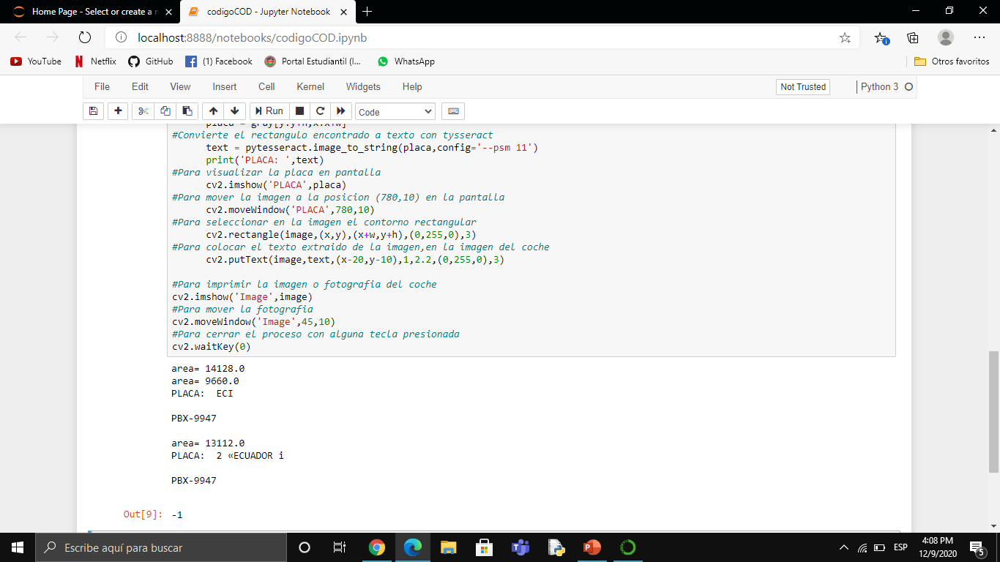 Home Page - Select or create a n
codigoCOD - Jupyter Notebook
localhost:8888/notebooks/codigoCOD.ipynb
YouTube Netflix GitHub (1) Facebook Portal Estudiantil (I... WhatsApp Otros favoritos
File Edit View Insert Cell Kernel Widgets Help Not Trusted Python 3
Run Code
placa = gray[y:y+h,x:x+w]
#Convierte el rectangulo encontrado a texto con tysseract
text = pytesseract.image_to_string(placa,config='--psm 11')
print('PLACA: ',text)
#Para visualizar la placa en pantalla
cv2.imshow('PLACA',placa)
#Para mover la imagen a la posicion (780,10) en la pantalla
cv2.moveWindow('PLACA',780,10)
#Para seleccionar en la imagen el contorno rectangular
cv2.rectangle(image,(x,y),(x+w,y+h),(0,255,0),3)
#Para colocar el texto extraido de la imagen,en la imagen del coche
cv2.putText(image,text,(x-20,y-10),1,2.2,(0,255,0),3)
#Para imprimir la imagen o fotografia del coche
cv2.imshow('Image',image)
#Para mover la fotografia
cv2.moveWindow('Image',45,10)
#Para cerrar el proceso con alguna tecla presionada
cv2.waitKey(0)
area= 14128.0
area= 9660.0
PLACA:  ECI
PBX-9947
area= 13112.0
PLACA:  2 «ECUADOR i
PBX-9947
Out[9]: -1
Escribe aquí para buscar
ESP
4:08 PM
12/9/2020
5